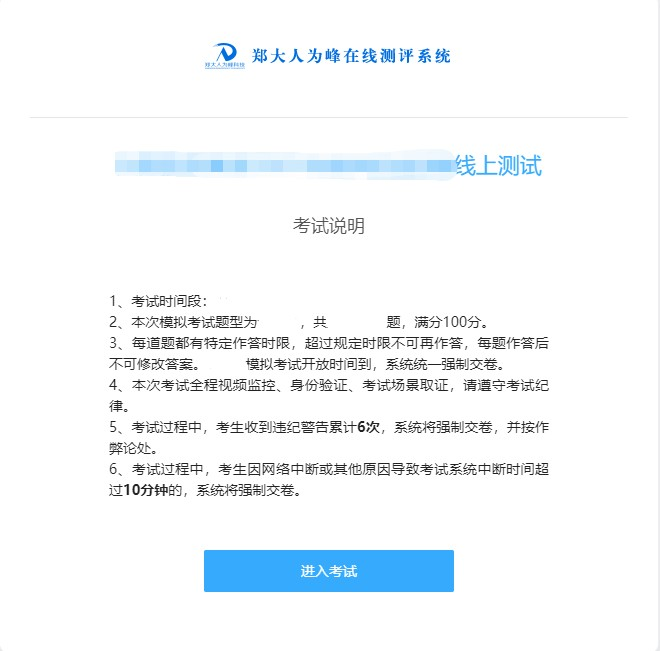 郑大人为峰科技
郑大人为峰在线测评系统
线上测试
考试说明
1、考试时间段：
2、本次模拟考试题型为 ，共 题，满分100分。
3、每道题都有特定作答时限，超过规定时限不可再作答，每题作答后
不可修改答案。 模拟考试开放时间到，系统统一强制交卷。
4、本次考试全程视频监控、身份验证、考试场景取证，请遵守考试纪
律。
5、考试过程中，考生收到违纪警告累计6次，系统将强制交卷，并按作
弊论处。
6、考试过程中，考生因网络中断或其他原因导致考试系统中断时间超
过10分钟的，系统将强制交卷。
进入考试